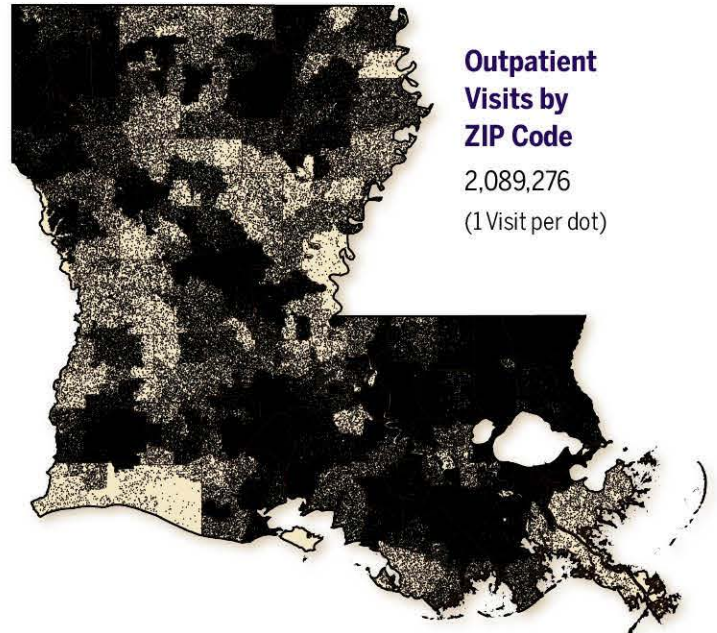 Outpatient
Visits by
ZIP Code
2,089,276
(1 Visit per dot)